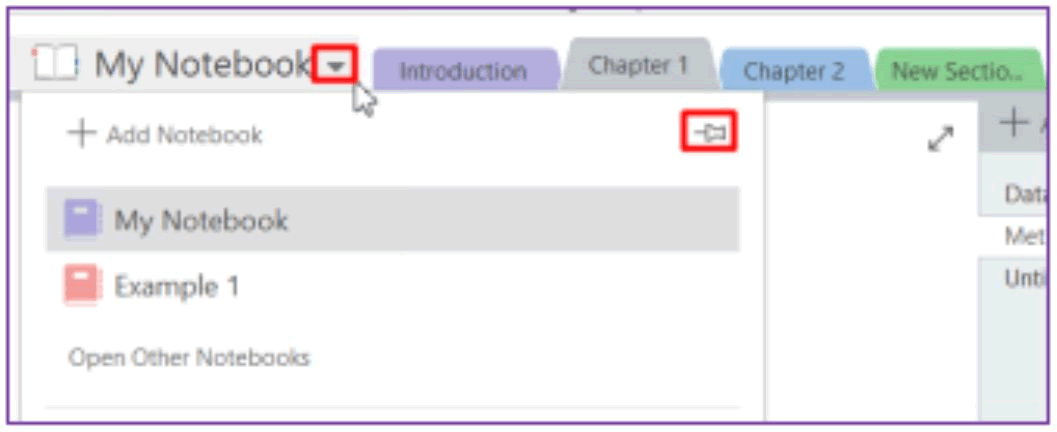 My Notebook
Introduction
Chapter 1
Chapter 2
New Sectio...
+ Add Notebook
My Notebook
Example 1
Open Other Notebooks
+
Data
Met
Unti